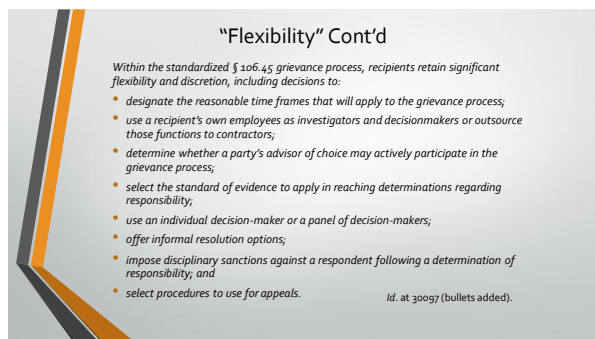 “Flexibility” Cont’d
Within the standardized § 106.45 grievance process, recipients retain significant
flexibility and discretion, including decisions to:
• designate the reasonable time frames that will apply to the grievance process;
• use a recipient’s own employees as investigators and decisionmakers or outsource
those functions to contractors;
• determine whether a party’s advisor of choice may actively participate in the
grievance process;
• select the standard of evidence to apply in reaching determinations regarding
responsibility;
• use an individual decision-maker or a panel of decision-makers;
• offer informal resolution options;
• impose disciplinary sanctions against a respondent following a determination of
responsibility; and
• select procedures to use for appeals.
Id. at 30097 (bullets added).